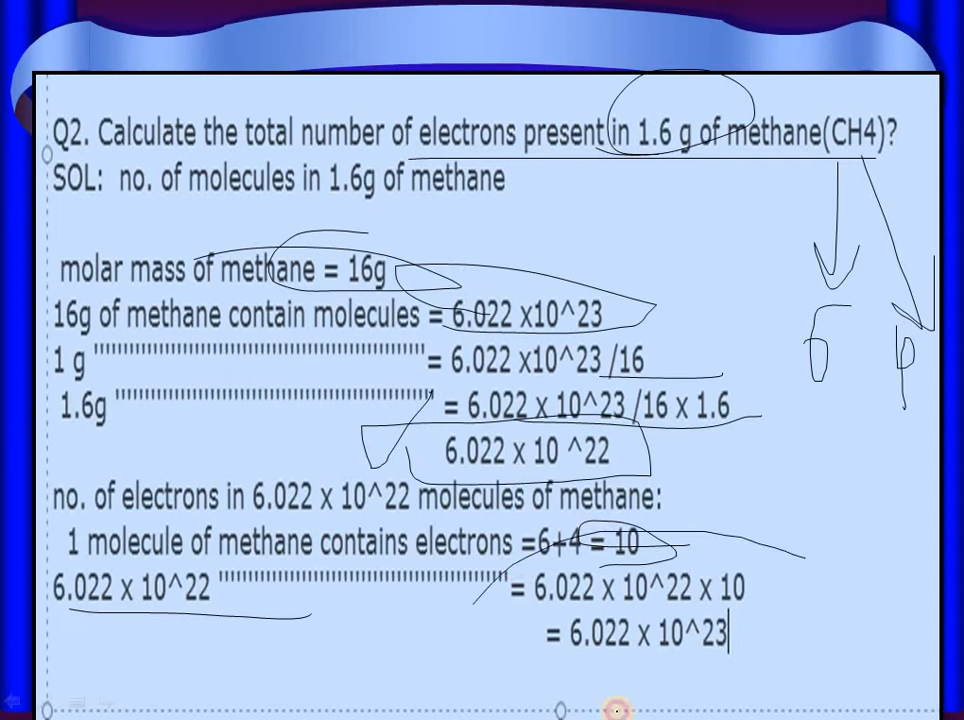 Q2. Calculate the total number of electrons present in 1.6 g of methane(CH4)?
SOL: no. of molecules in 1.6g of methane
molar mass of methane = 16g
16g of methane contain molecules = 6.022 x10^23
1 g '''''''''''''''''''''''''''''''''''''''''''''' = 6.022 x10^23 /16
1.6g '''''''''''''''''''''''''''''''''''''''''''' = 6.022 x 10^23 /16 x 1.6
6.022 x 10 ^22
no. of electrons in 6.022 x 10^22 molecules of methane:
1 molecule of methane contains electrons =6+4 = 10
6.022 x 10^22 '''''''''''''''''''''''''''''''''''''''' = 6.022 x 10^22 x 10
= 6.022 x 10^23